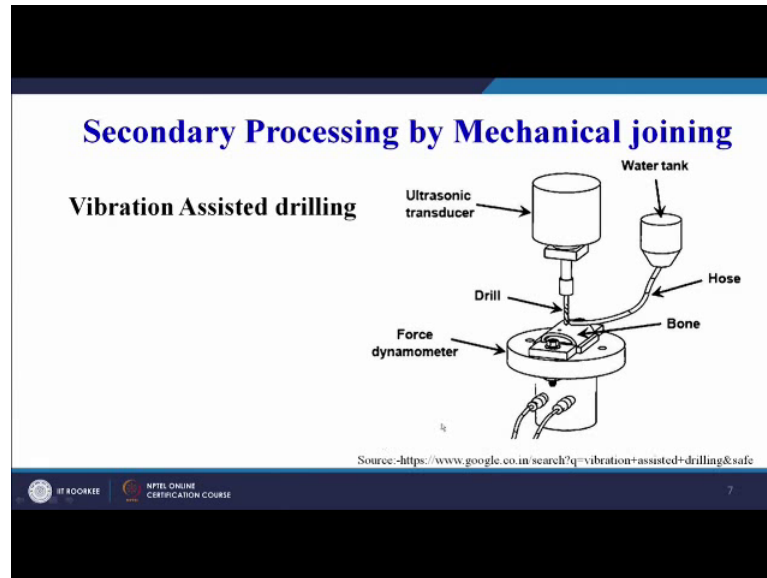 Secondary Processing by Mechanical joining
Vibration Assisted drilling
Water tank
Ultrasonic
transducer
Hose
Drill
Bone
Force
dynamometer
Source:-https://www.google.co.in/search?q=vibration+assisted+drilling&safe
IIT ROORKEE
NPTEL ONLINE
CERTIFICATION COURSE
7